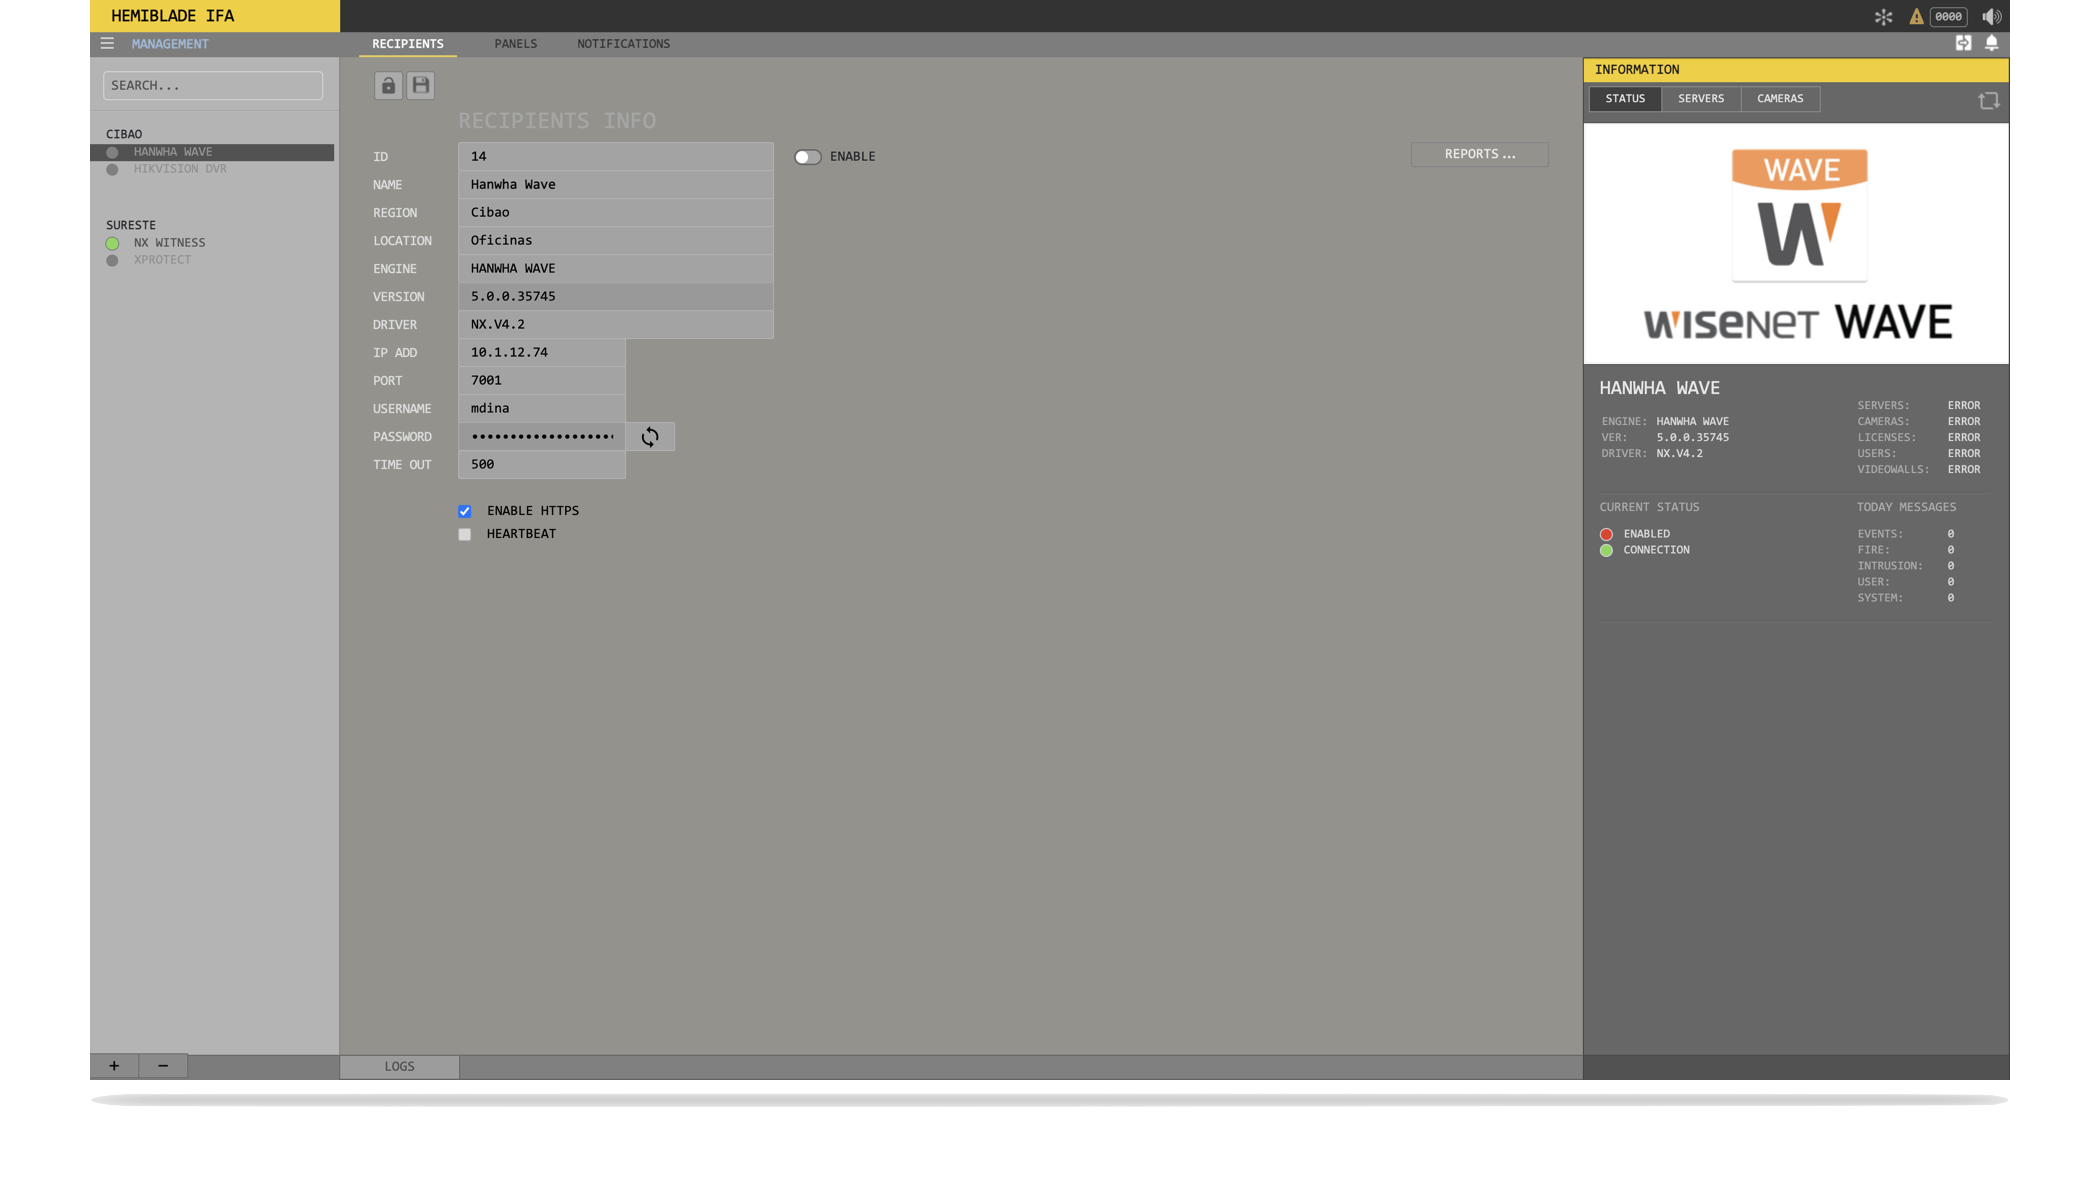 HEMIBLADE IFA
0000
MANAGEMENT
RECIPIENTS
PANELS
NOTIFICATIONS
SEARCH...
CIBAO
HANWHA WAVE
HIKVISION DVR
SURESTE
NX WITNESS
XPROTECT
RECIPIENTS INFO
ID 14
ENABLE
REPORTS ...
NAME Hanwha Wave
REGION Cibao
LOCATION Oficinas
ENGINE HANWHA WAVE
VERSION 5.0.0.35745
DRIVER NX.V4.2
IP ADD 10.1.12.74
PORT 7001
USERNAME mdina
PASSWORD
TIME OUT 500
ENABLE HTTPS
HEARTBEAT
LOGS
INFORMATION
STATUS
SERVERS
CAMERAS
WAVE
W
WISENET WAVE
HANWHA WAVE
ENGINE: HANWHA WAVE
VER: 5.0.0.35745
DRIVER: NX.V4.2
SERVERS: ERROR
CAMERAS: ERROR
LICENSES: ERROR
USERS: ERROR
VIDEOWALLS: ERROR
CURRENT STATUS
ENABLED
CONNECTION
TODAY MESSAGES
EVENTS: 0
FIRE: 0
INTRUSION: 0
USER: 0
SYSTEM: 0